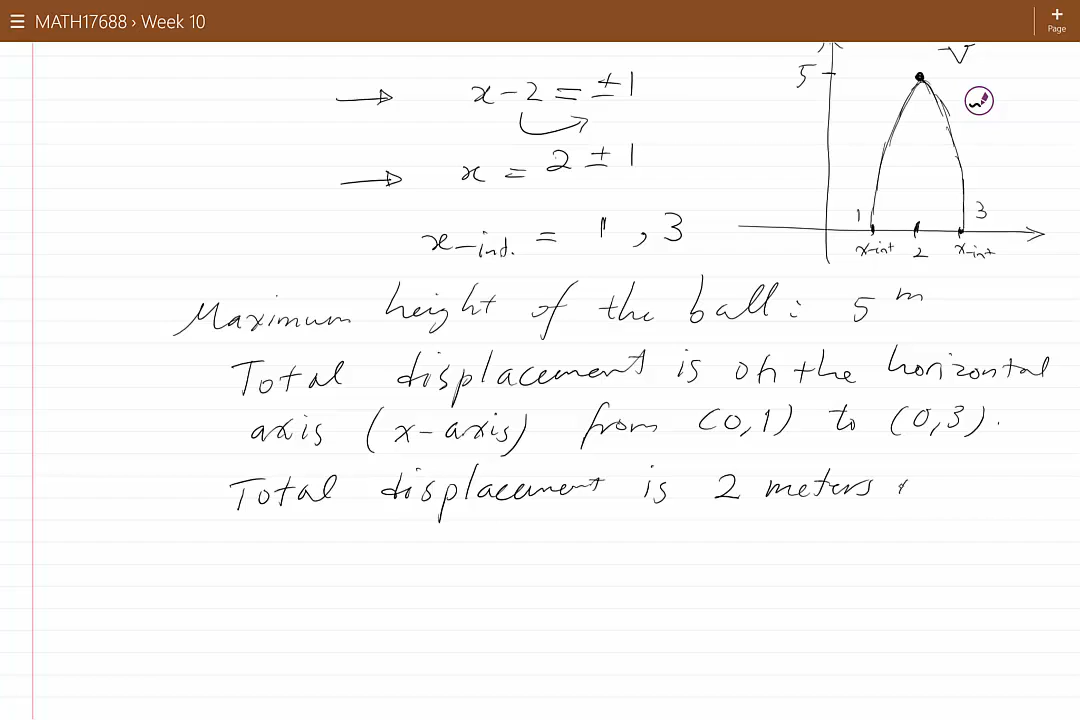 MATH17688 › Week 10
+
Page
→ x-2 = ±1
→ x = 2 ± 1
x-ind. = 1, 3
5
V
1
3
x-int 2 x-int
Maximum height of the ball: 5 m
Total displacement is on the horizontal
axis (x-axis) from (0,1) to (0,3).
Total displacement is 2 meters